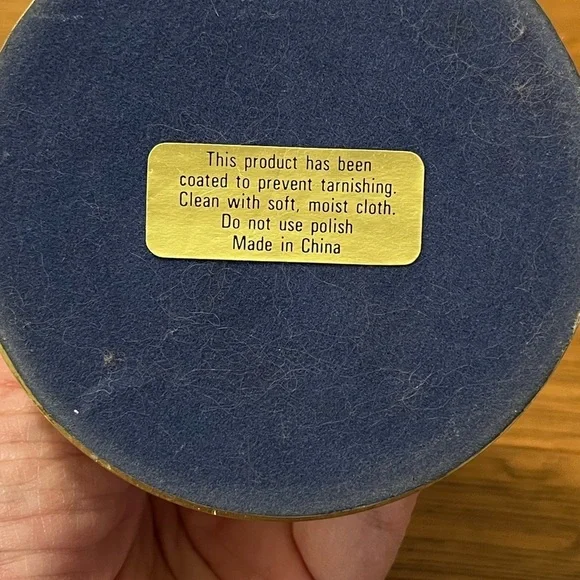 This product has been
coated to prevent tarnishing.
Clean with soft, moist cloth.
Do not use polish
Made in China